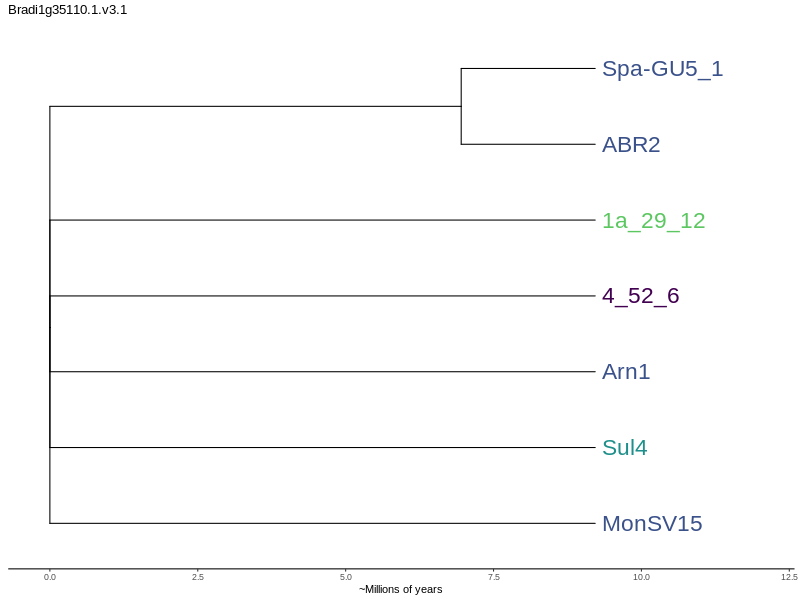 Bradi1g35110.1.v3.1
Spa-GU5_1
ABR2
1a_29_12
4_52_6
Arn1
Sul4
MonSV15
0.0 2.5 5.0 7.5 10.0 12.5
~Millions of years